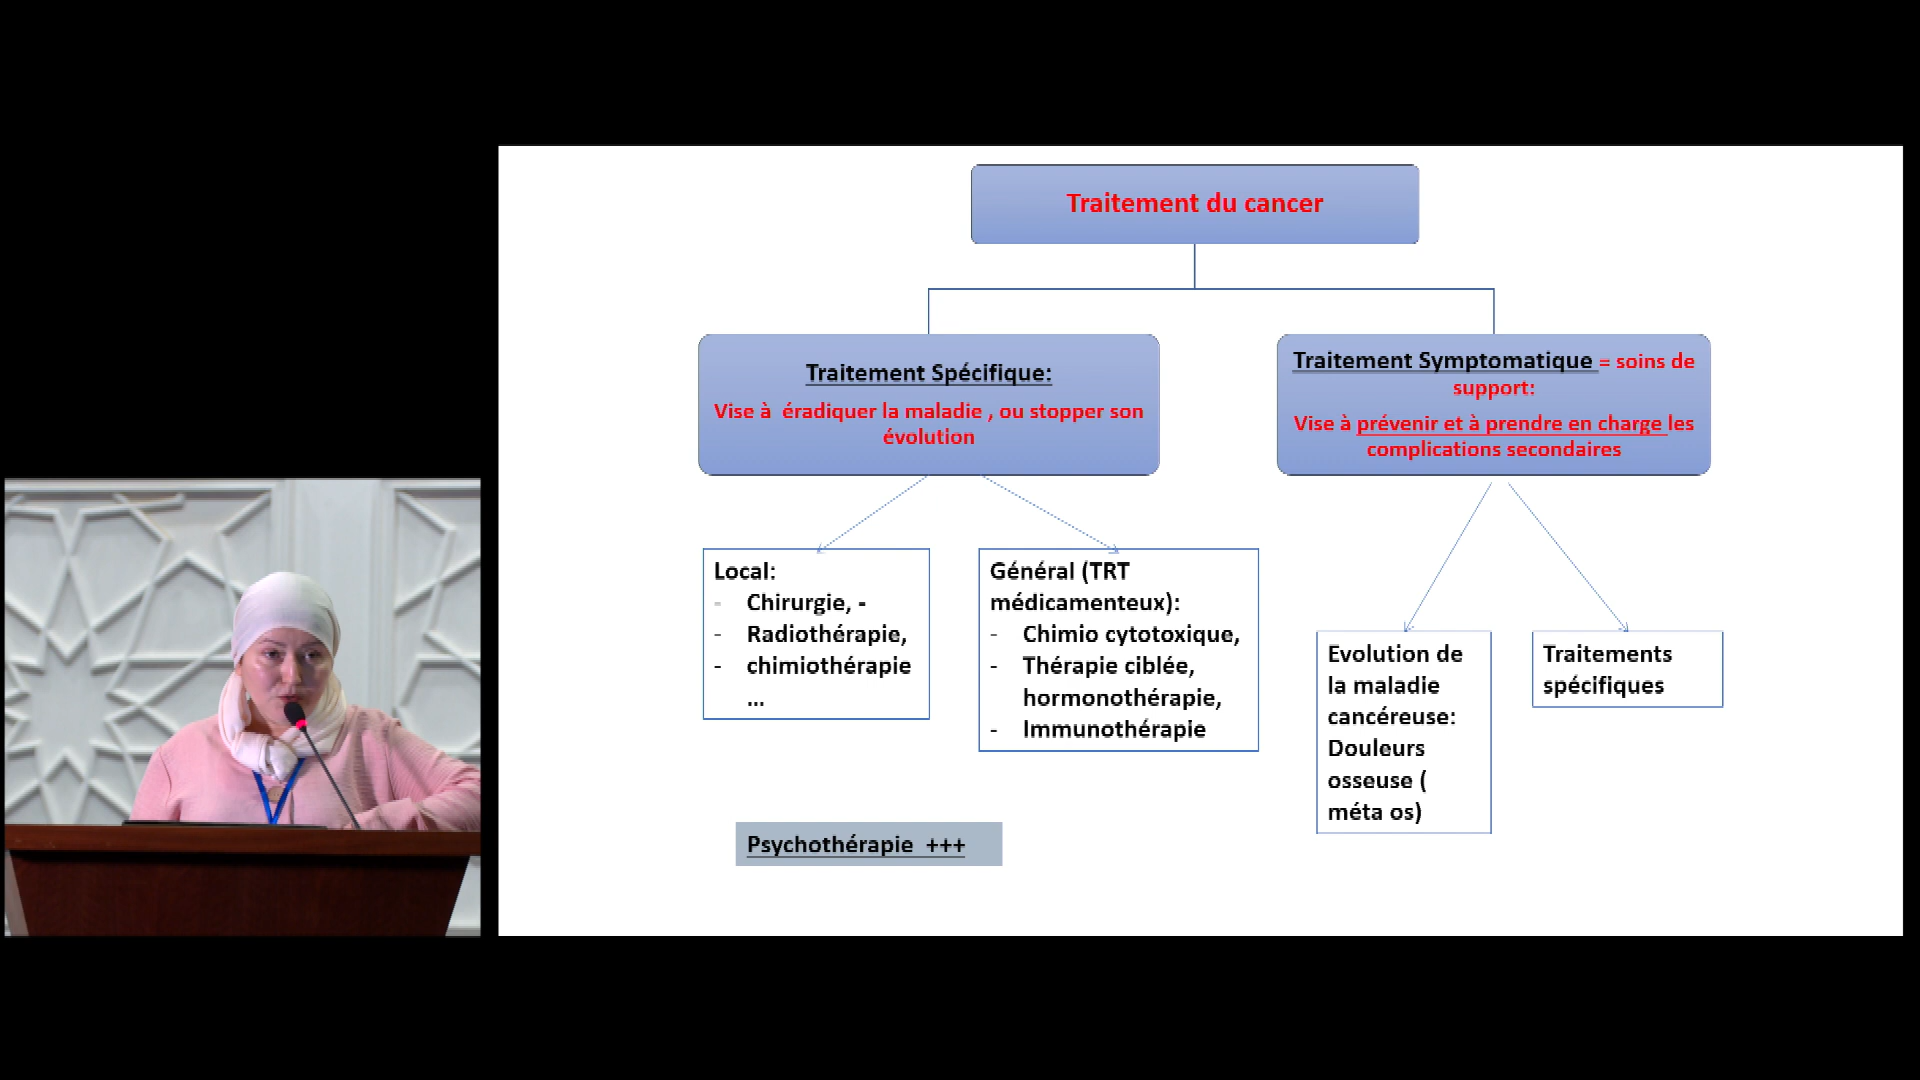 Traitement du cancer
Traitement Spécifique:
Vise à  éradiquer la maladie , ou stopper son
évolution
Traitement Symptomatique = soins de
support:
Vise à prévenir et à prendre en charge les
complications secondaires
Local:
- Chirurgie, -
- Radiothérapie,
- chimiothérapie
...
Général (TRT
médicamenteux):
- Chimio cytotoxique,
- Thérapie ciblée,
hormonothérapie,
- Immunothérapie
Evolution de
la maladie
cancéreuse:
Douleurs
osseuse (
méta os)
Traitements
spécifiques
Psychothérapie  +++